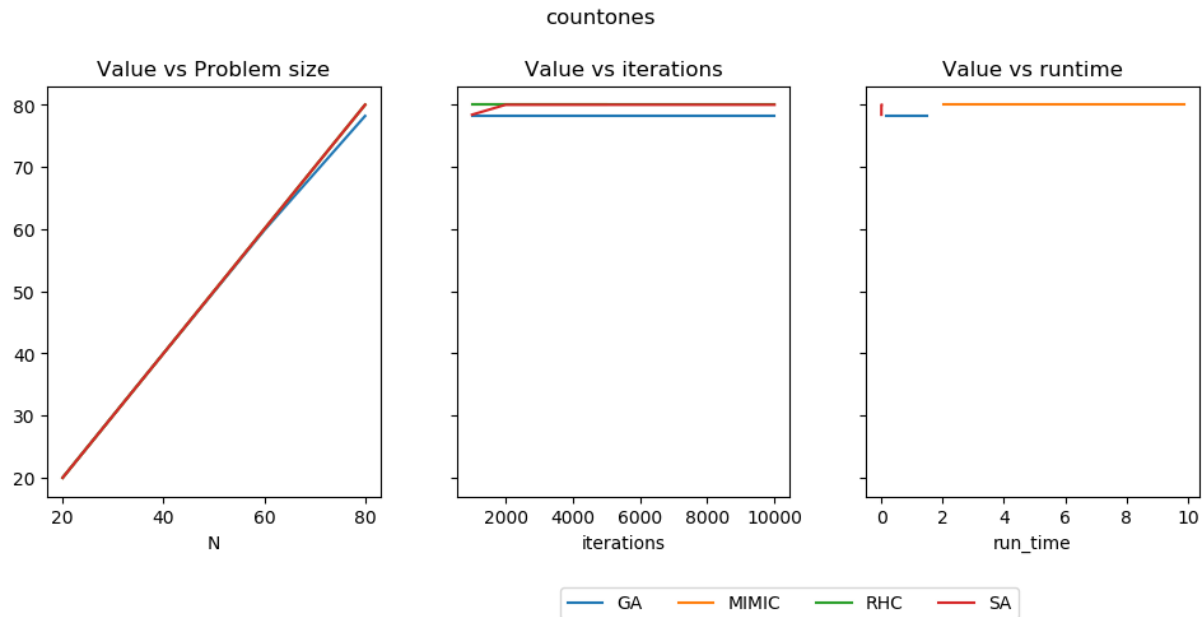 countones
Value vs Problem size
Value vs iterations
Value vs runtime
80
70
60
50
40
30
20
20 40 60 80
2000 4000 6000 8000 10000
0 2 4 6 8 10
N
iterations
run_time
GA MIMIC RHC SA